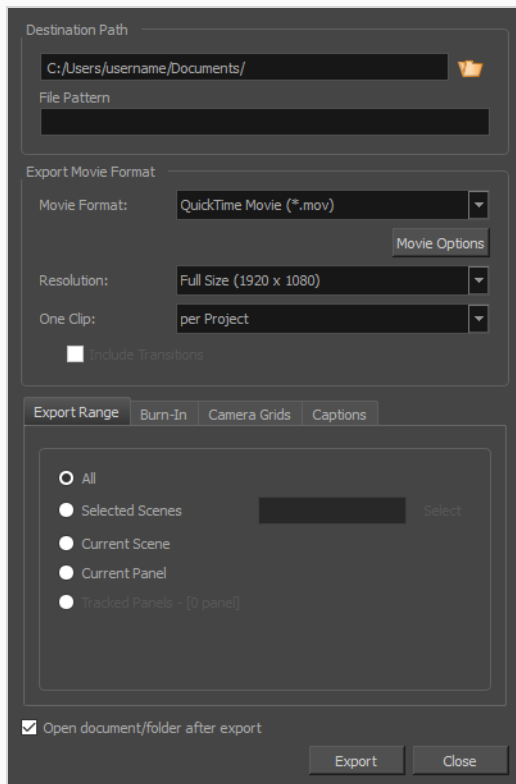 Destination Path
C:/Users/username/Documents/
File Pattern
Export Movie Format
Movie Format: QuickTime Movie (*.mov)
Movie Options
Resolution: Full Size (1920 x 1080)
One Clip: per Project
Include Transitions
Export Range Burn-In Camera Grids Captions
All
Selected Scenes Select
Current Scene
Current Panel
Tracked Panels - [0 panel]
Open document/folder after export
Export Close